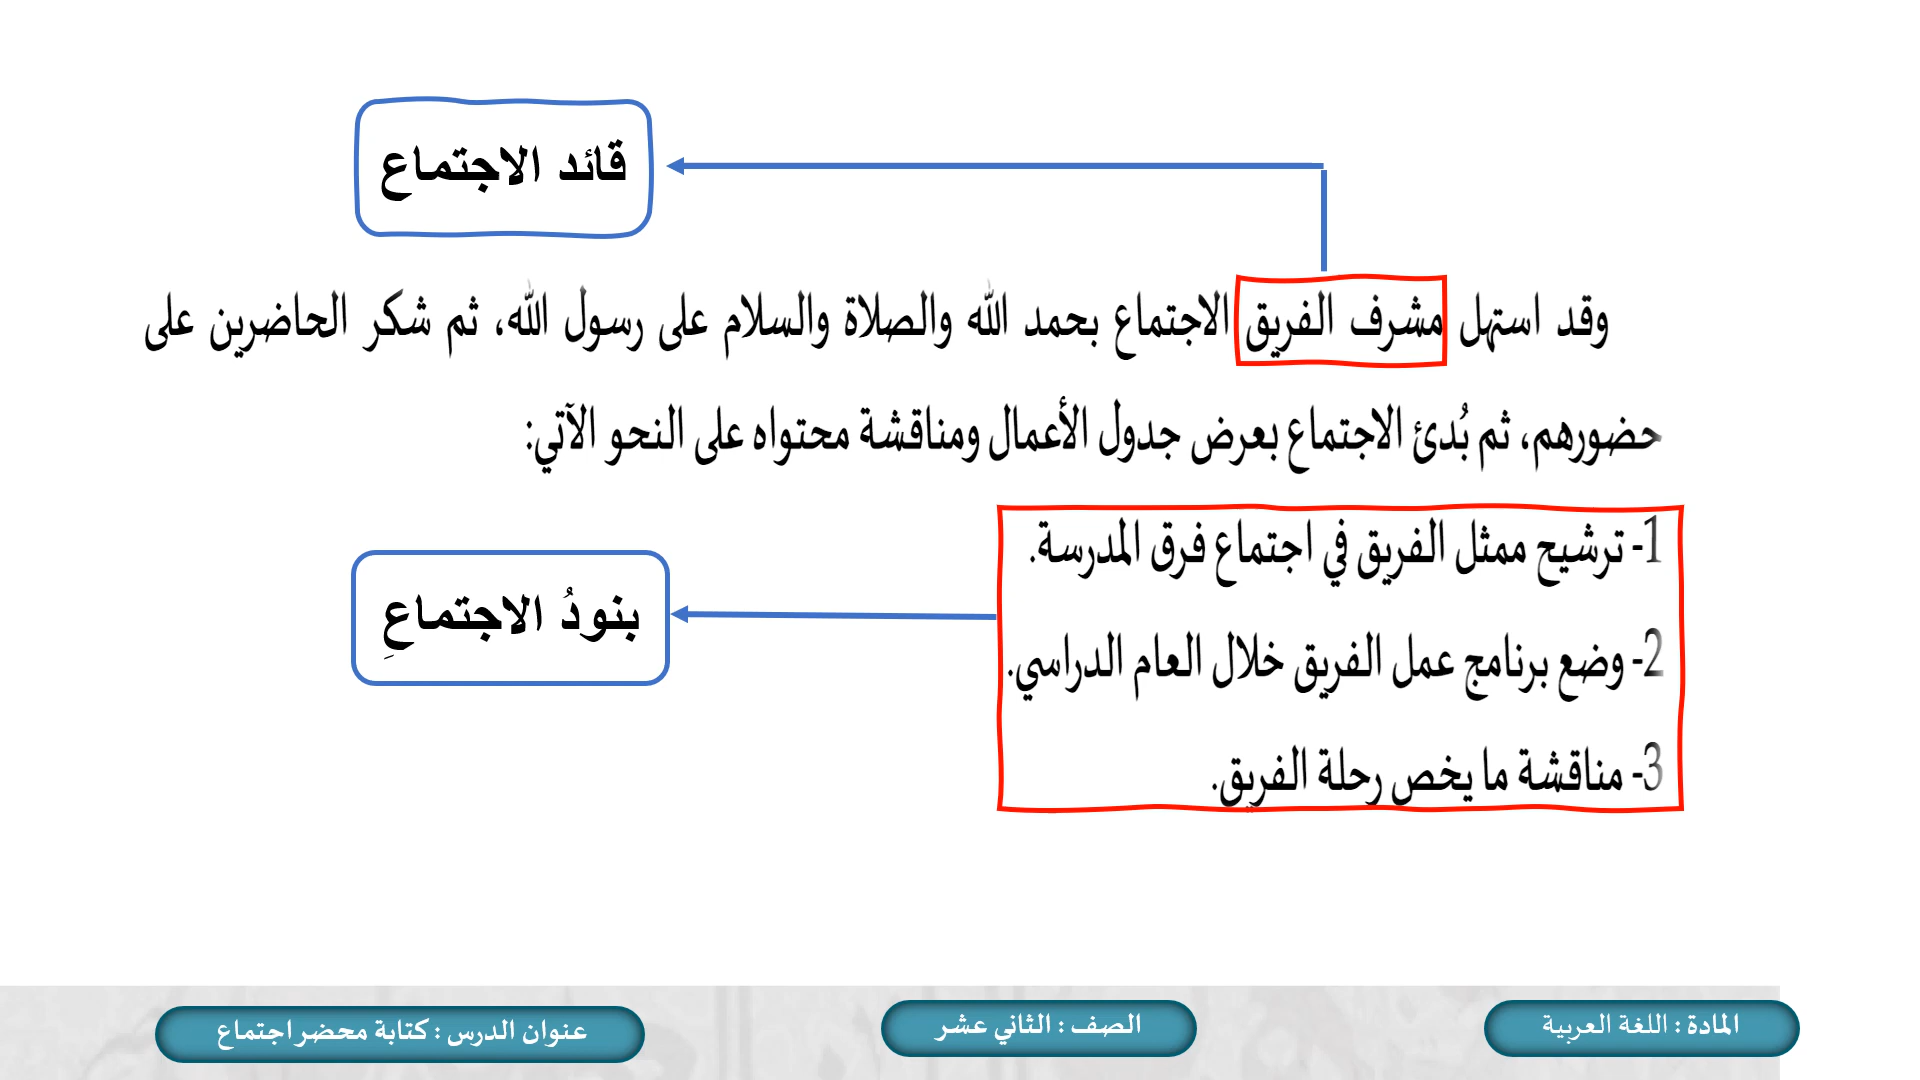 قائد الاجتماع
وقد استهل مشرف الفريق الاجتماع بحمد الله والصلاة والسلام على رسول الله، ثم شكر الحاضرين على
حضورهم، ثم بُدئ الاجتماع بعرض جدول الأعمال ومناقشة محتواه على النحو الآتي:
1- ترشيح ممثل الفريق في اجتماع فرق المدرسة.
2- وضع برنامج عمل الفريق خلال العام الدراسي.
3- مناقشة ما يخص رحلة الفريق.
بنودُ الاجتماعِ
المادة : اللغة العربية
الصف : الثاني عشر
عنوان الدرس : كتابة محضر اجتماع